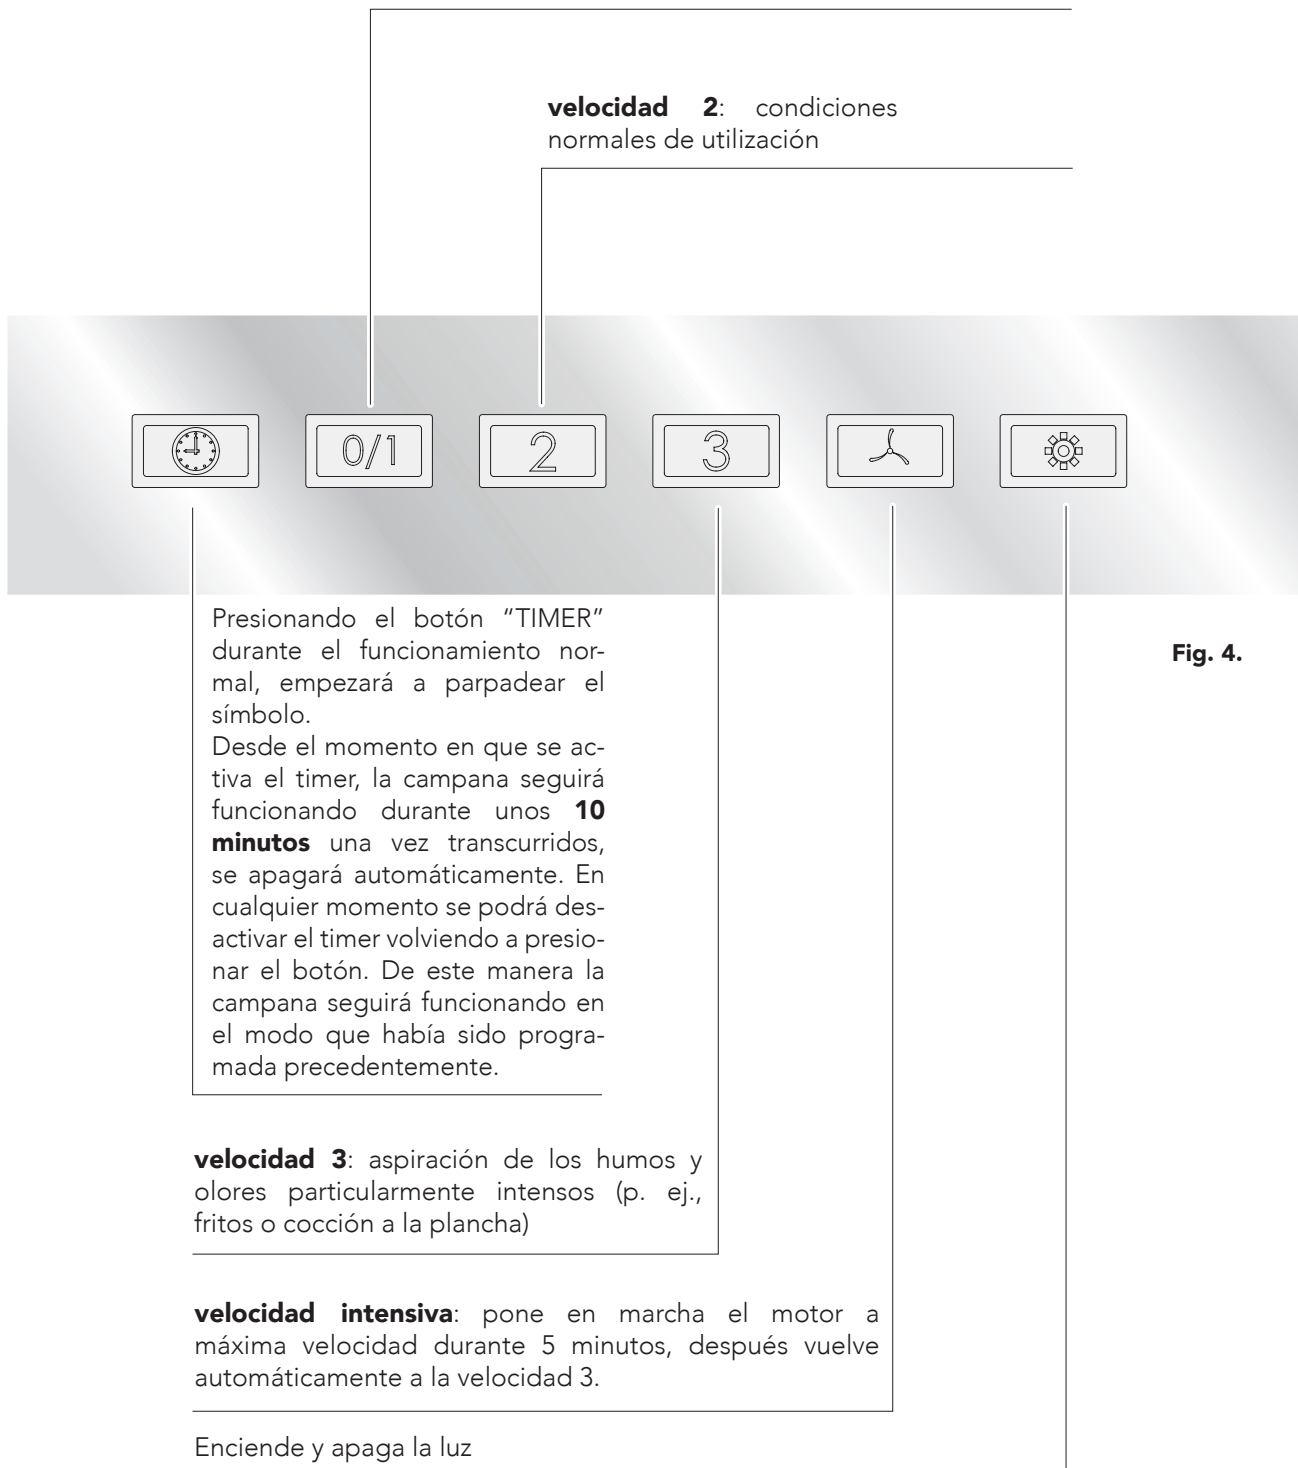 velocidad 2: condiciones
normales de utilización
0/1
2
3
Presionando el botón “TIMER”
durante el funcionamiento nor-
mal, empezará a parpadear el
símbolo.
Desde el momento en que se ac-
tiva el timer, la campana seguirá
funcionando durante unos 10
minutos una vez transcurridos,
se apagará automáticamente. En
cualquier momento se podrá des-
activar el timer volviendo a presio-
nar el botón. De este manera la
campana seguirá funcionando en
el modo que había sido progra-
mada precedentemente.
Fig. 4.
velocidad 3: aspiración de los humos y
olores particularmente intensos (p. ej.,
fritos o cocción a la plancha)
velocidad intensiva: pone en marcha el motor a
máxima velocidad durante 5 minutos, después vuelve
automáticamente a la velocidad 3.
Enciende y apaga la luz